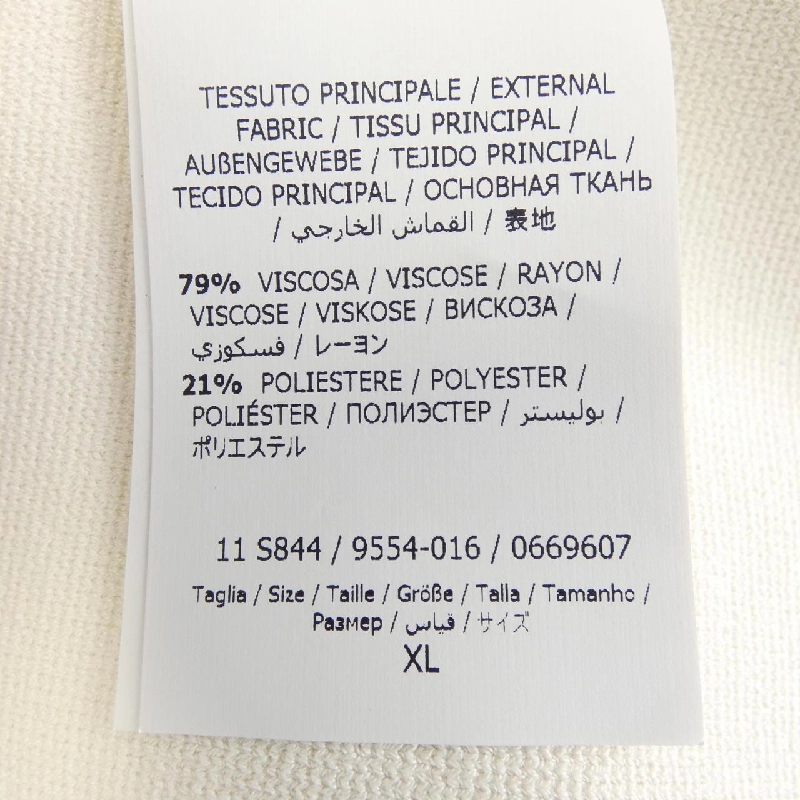 TESSUTO PRINCIPALE / EXTERNAL
FABRIC / TISSU PRINCIPAL /
AUßENGEWEBE / TEJIDO PRINCIPAL /
TECIDO PRINCIPAL / ОСНОВНАЯ ТКАНЬ
/ القماش الخارجي / 表地
79% VISCOSA / VISCOSE / RAYON /
VISCOSE / VISKOSE / ВИСКОЗА /
فسكوزي / レーヨン
21% POLIESTERE / POLYESTER /
POLIÉSTER / ПОЛИЭСТЕР / بوليستر /
ポリエステル
11 S844 / 9554-016 / 0669607
Taglia / Size / Taille / Größe / Talla / Tamanho /
Размер / قياس / サイズ
XL